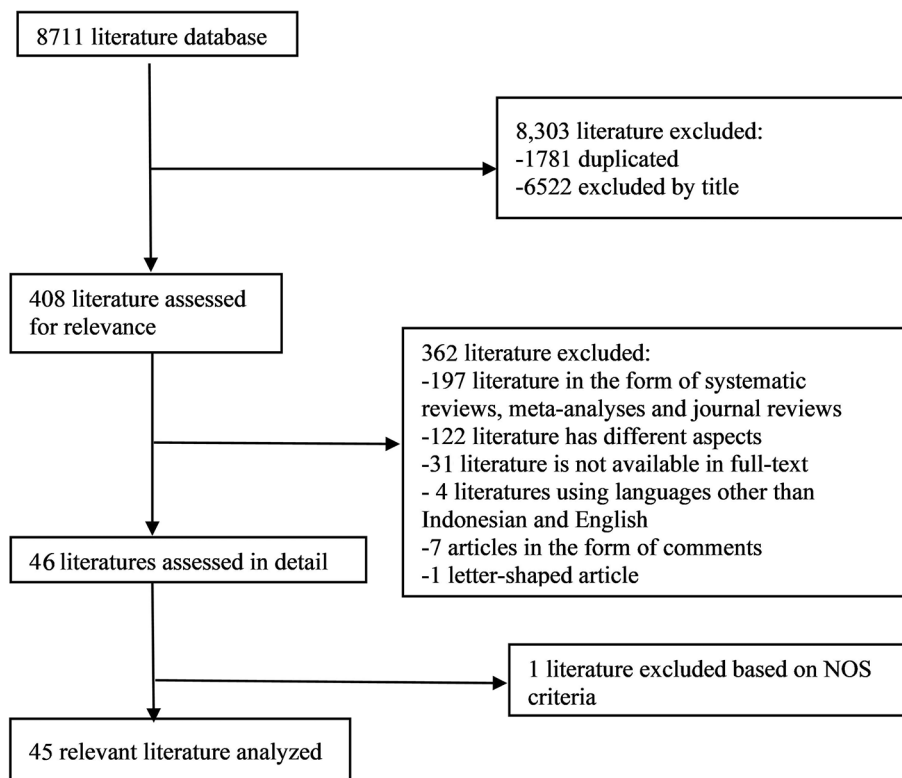 8711 literature database
8,303 literature excluded:
-1781 duplicated
-6522 excluded by title
408 literature assessed
for relevance
362 literature excluded:
-197 literature in the form of systematic
reviews, meta-analyses and journal reviews
-122 literature has different aspects
-31 literature is not available in full-text
- 4 literatures using languages other than
Indonesian and English
-7 articles in the form of comments
-1 letter-shaped article
46 literatures assessed in detail
1 literature excluded based on NOS
criteria
45 relevant literature analyzed